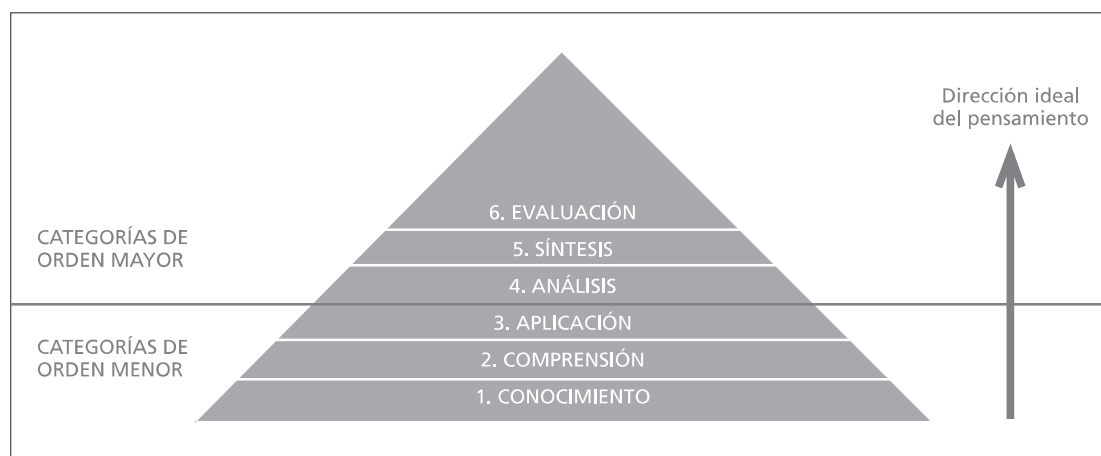 Dirección ideal
del pensamiento
6. EVALUACIÓN
CATEGORÍAS DE
ORDEN MAYOR
5. SÍNTESIS
4. ANÁLISIS
3. APLICACIÓN
CATEGORÍAS DE
ORDEN MENOR
2. COMPRENSIÓN
1. CONOCIMIENTO